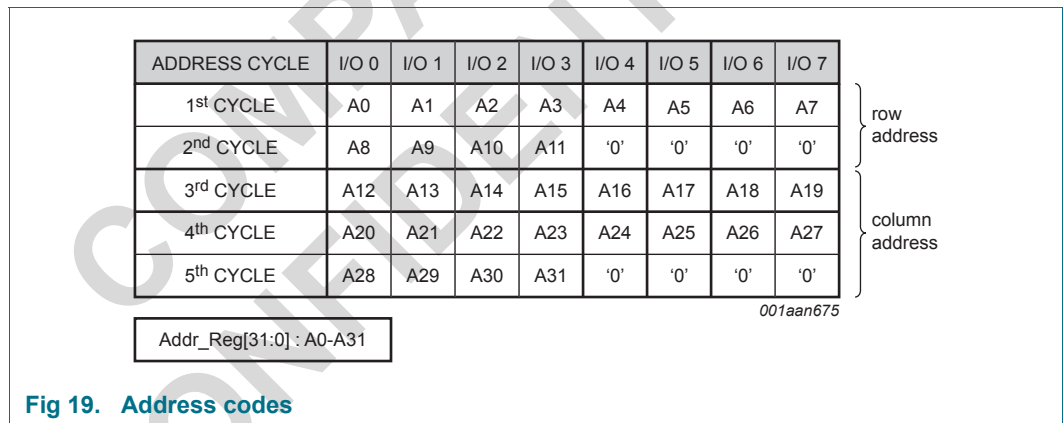 COMPA
CONFIDENT
ADDRESS CYCLE I/O 0 I/O 1 I/O 2 I/O 3 I/O 4 I/O 5 I/O 6 I/O 7
1st CYCLE A0 A1 A2 A3 A4 A5 A6 A7
2nd CYCLE A8 A9 A10 A11 ‘0’ ‘0’ ‘0’ ‘0’
row
address
3rd CYCLE A12 A13 A14 A15 A16 A17 A18 A19
4th CYCLE A20 A21 A22 A23 A24 A25 A26 A27
5th CYCLE A28 A29 A30 A31 ‘0’ ‘0’ ‘0’ ‘0’
column
address
001aan675
Addr_Reg[31:0] : A0-A31
Fig 19. Address codes